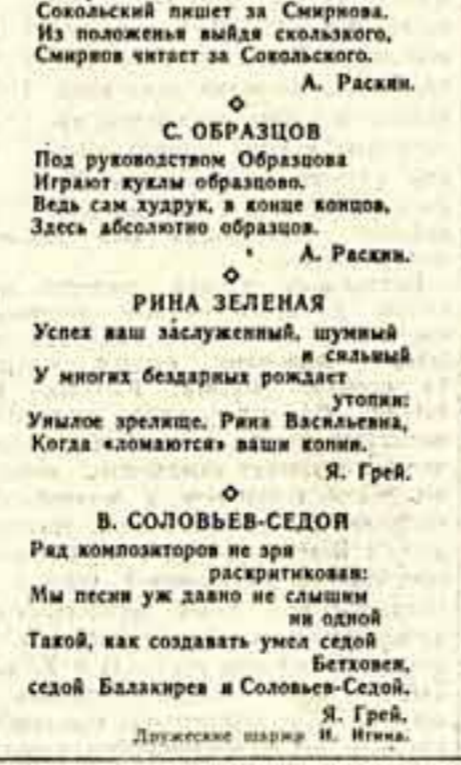 Сокольский пишет за Смирнова.
Из положенья выйдя скользкого,
Смирнов читает за Сокольского.
А. Раскин.
С. ОБРАЗЦОВ
Под руководством Образцова
Играют куклы образцово.
Ведь сам худрук, в конце концов,
Здесь абсолютно образцов.
А. Раскин.
РИНА ЗЕЛЕНАЯ
Успех ваш заслуженный, шумный
и сильный
У многих бездарных рождает
утопии:
Унылое зрелище, Рина Васильевна,
Когда «ломаются» ваши копии.
Я. Грей.
В. СОЛОВЬЕВ-СЕДОЙ
Ряд композиторов не зря
раскритикован:
Мы песни уж давно не слышим
ни одной
Такой, как создавать умел седой
Бетховен,
седой Балакирев и Соловьев-Седой.
Я. Грей.
Дружеские шаржи И. Игина.